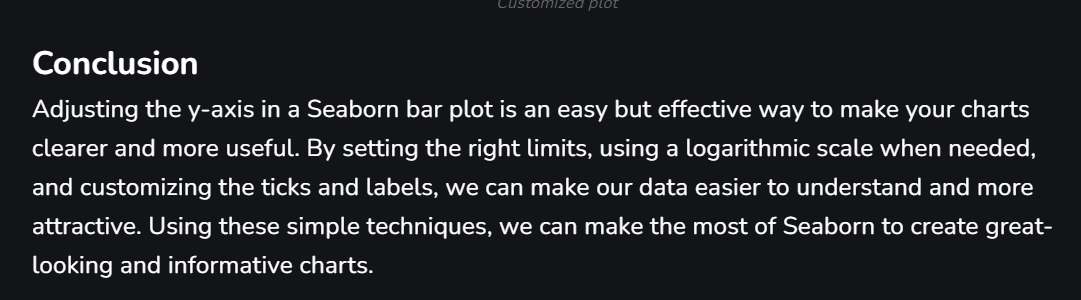 Customized plot
Conclusion
Adjusting the y-axis in a Seaborn bar plot is an easy but effective way to make your charts
clearer and more useful. By setting the right limits, using a logarithmic scale when needed,
and customizing the ticks and labels, we can make our data easier to understand and more
attractive. Using these simple techniques, we can make the most of Seaborn to create great-
looking and informative charts.